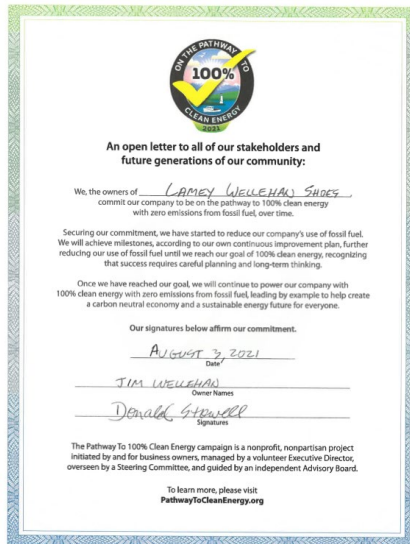 ON THE PATHWAY TO
100%
CLEAN ENERGY
2021
An open letter to all of our stakeholders and
future generations of our community:
We, the owners of LAMEY WELLEHAN SHOES,
commit our company to be on the pathway to 100% clean energy
with zero emissions from fossil fuel, over time.
Securing our commitment, we have started to reduce our company's use of fossil fuel.
We will achieve milestones, according to our own continuous improvement plan, further
reducing our use of fossil fuel until we reach our goal of 100% clean energy, recognizing
that success requires careful planning and long-term thinking.
Once we have reached our goal, we will continue to power our company with
100% clean energy with zero emissions from fossil fuel, leading by example to help create
a carbon neutral economy and a sustainable energy future for everyone.
Our signatures below affirm our commitment.
AUGUST 3, 2021
Date
JIM WELLEHAN
Owner Names
Donald Stowell
Signatures
The Pathway To 100% Clean Energy campaign is a nonprofit, nonpartisan project
initiated by and for business owners, managed by a volunteer Executive Director,
overseen by a Steering Committee, and guided by an independent Advisory Board.
To learn more, please visit
PathwayToCleanEnergy.org